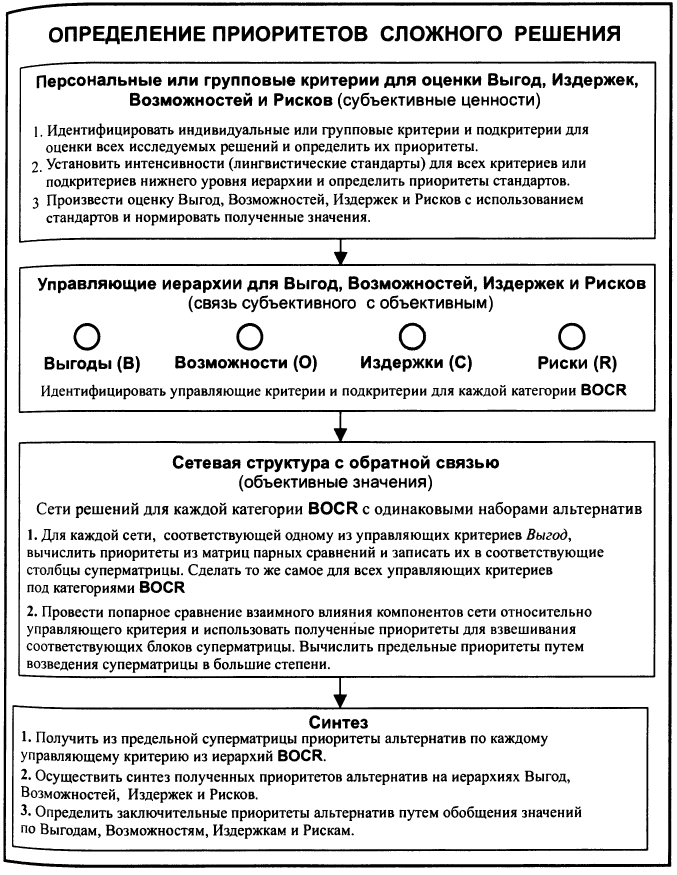 ОПРЕДЕЛЕНИЕ ПРИОРИТЕТОВ СЛОЖНОГО РЕШЕНИЯ
Персональные или групповые критерии для оценки Выгод, Издержек,
Возможностей и Рисков (субъективные ценности)
1. Идентифицировать индивидуальные или групповые критерии и подкритерии для
оценки всех исследуемых решений и определить их приоритеты.
2. Установить интенсивности (лингвистические стандарты) для всех критериев или
подкритериев нижнего уровня иерархии и определить приоритеты стандартов.
3 Произвести оценку Выгод, Возможностей, Издержек и Рисков с использованием
стандартов и нормировать полученные значения.
Управляющие иерархии для Выгод, Возможностей, Издержек и Рисков
(связь субъективного с объективным)
Выгоды (B) Возможности (O) Издержки (C) Риски (R)
Идентифицировать управляющие критерии и подкритерии для каждой категории BOCR
Сетевая структура с обратной связью
(объективные значения)
Сети решений для каждой категории BOCR с одинаковыми наборами альтернатив
1. Для каждой сети, соответствующей одному из управляющих критериев Выгод,
вычислить приоритеты из матриц парных сравнений и записать их в соответствующие
столбцы суперматрицы. Сделать то же самое для всех управляющих критериев
под категориями BOCR
2. Провести попарное сравнение взаимного влияния компонентов сети относительно
управляющего критерия и использовать полученные приоритеты для взвешивания
соответствующих блоков суперматрицы. Вычислить предельные приоритеты путем
возведения суперматрицы в большие степени.
Синтез
1. Получить из предельной суперматрицы приоритеты альтернатив по каждому
управляющему критерию из иерархий BOCR.
2. Осуществить синтез полученных приоритетов альтернатив на иерархиях Выгод,
Возможностей, Издержек и Рисков.
3. Определить заключительные приоритеты альтернатив путем обобщения значений
по Выгодам, Возможностям, Издержкам и Рискам.